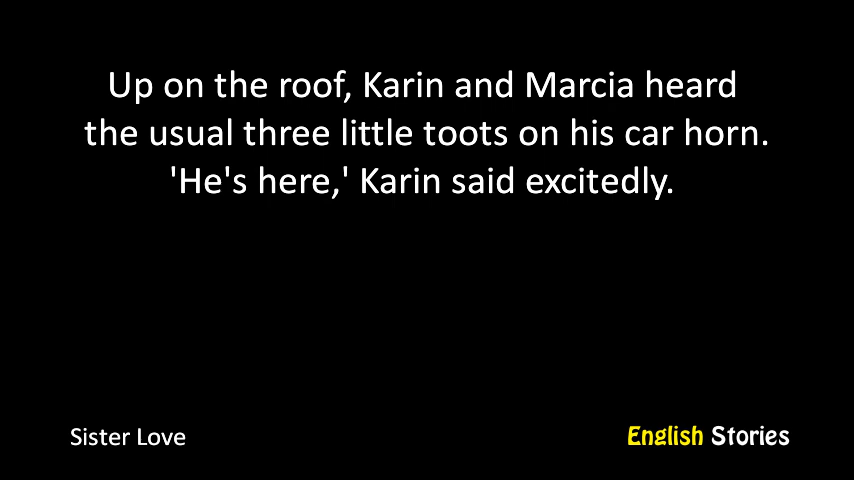 Up on the roof, Karin and Marcia heard
the usual three little toots on his car horn.
'He's here,' Karin said excitedly.
Sister Love
English Stories